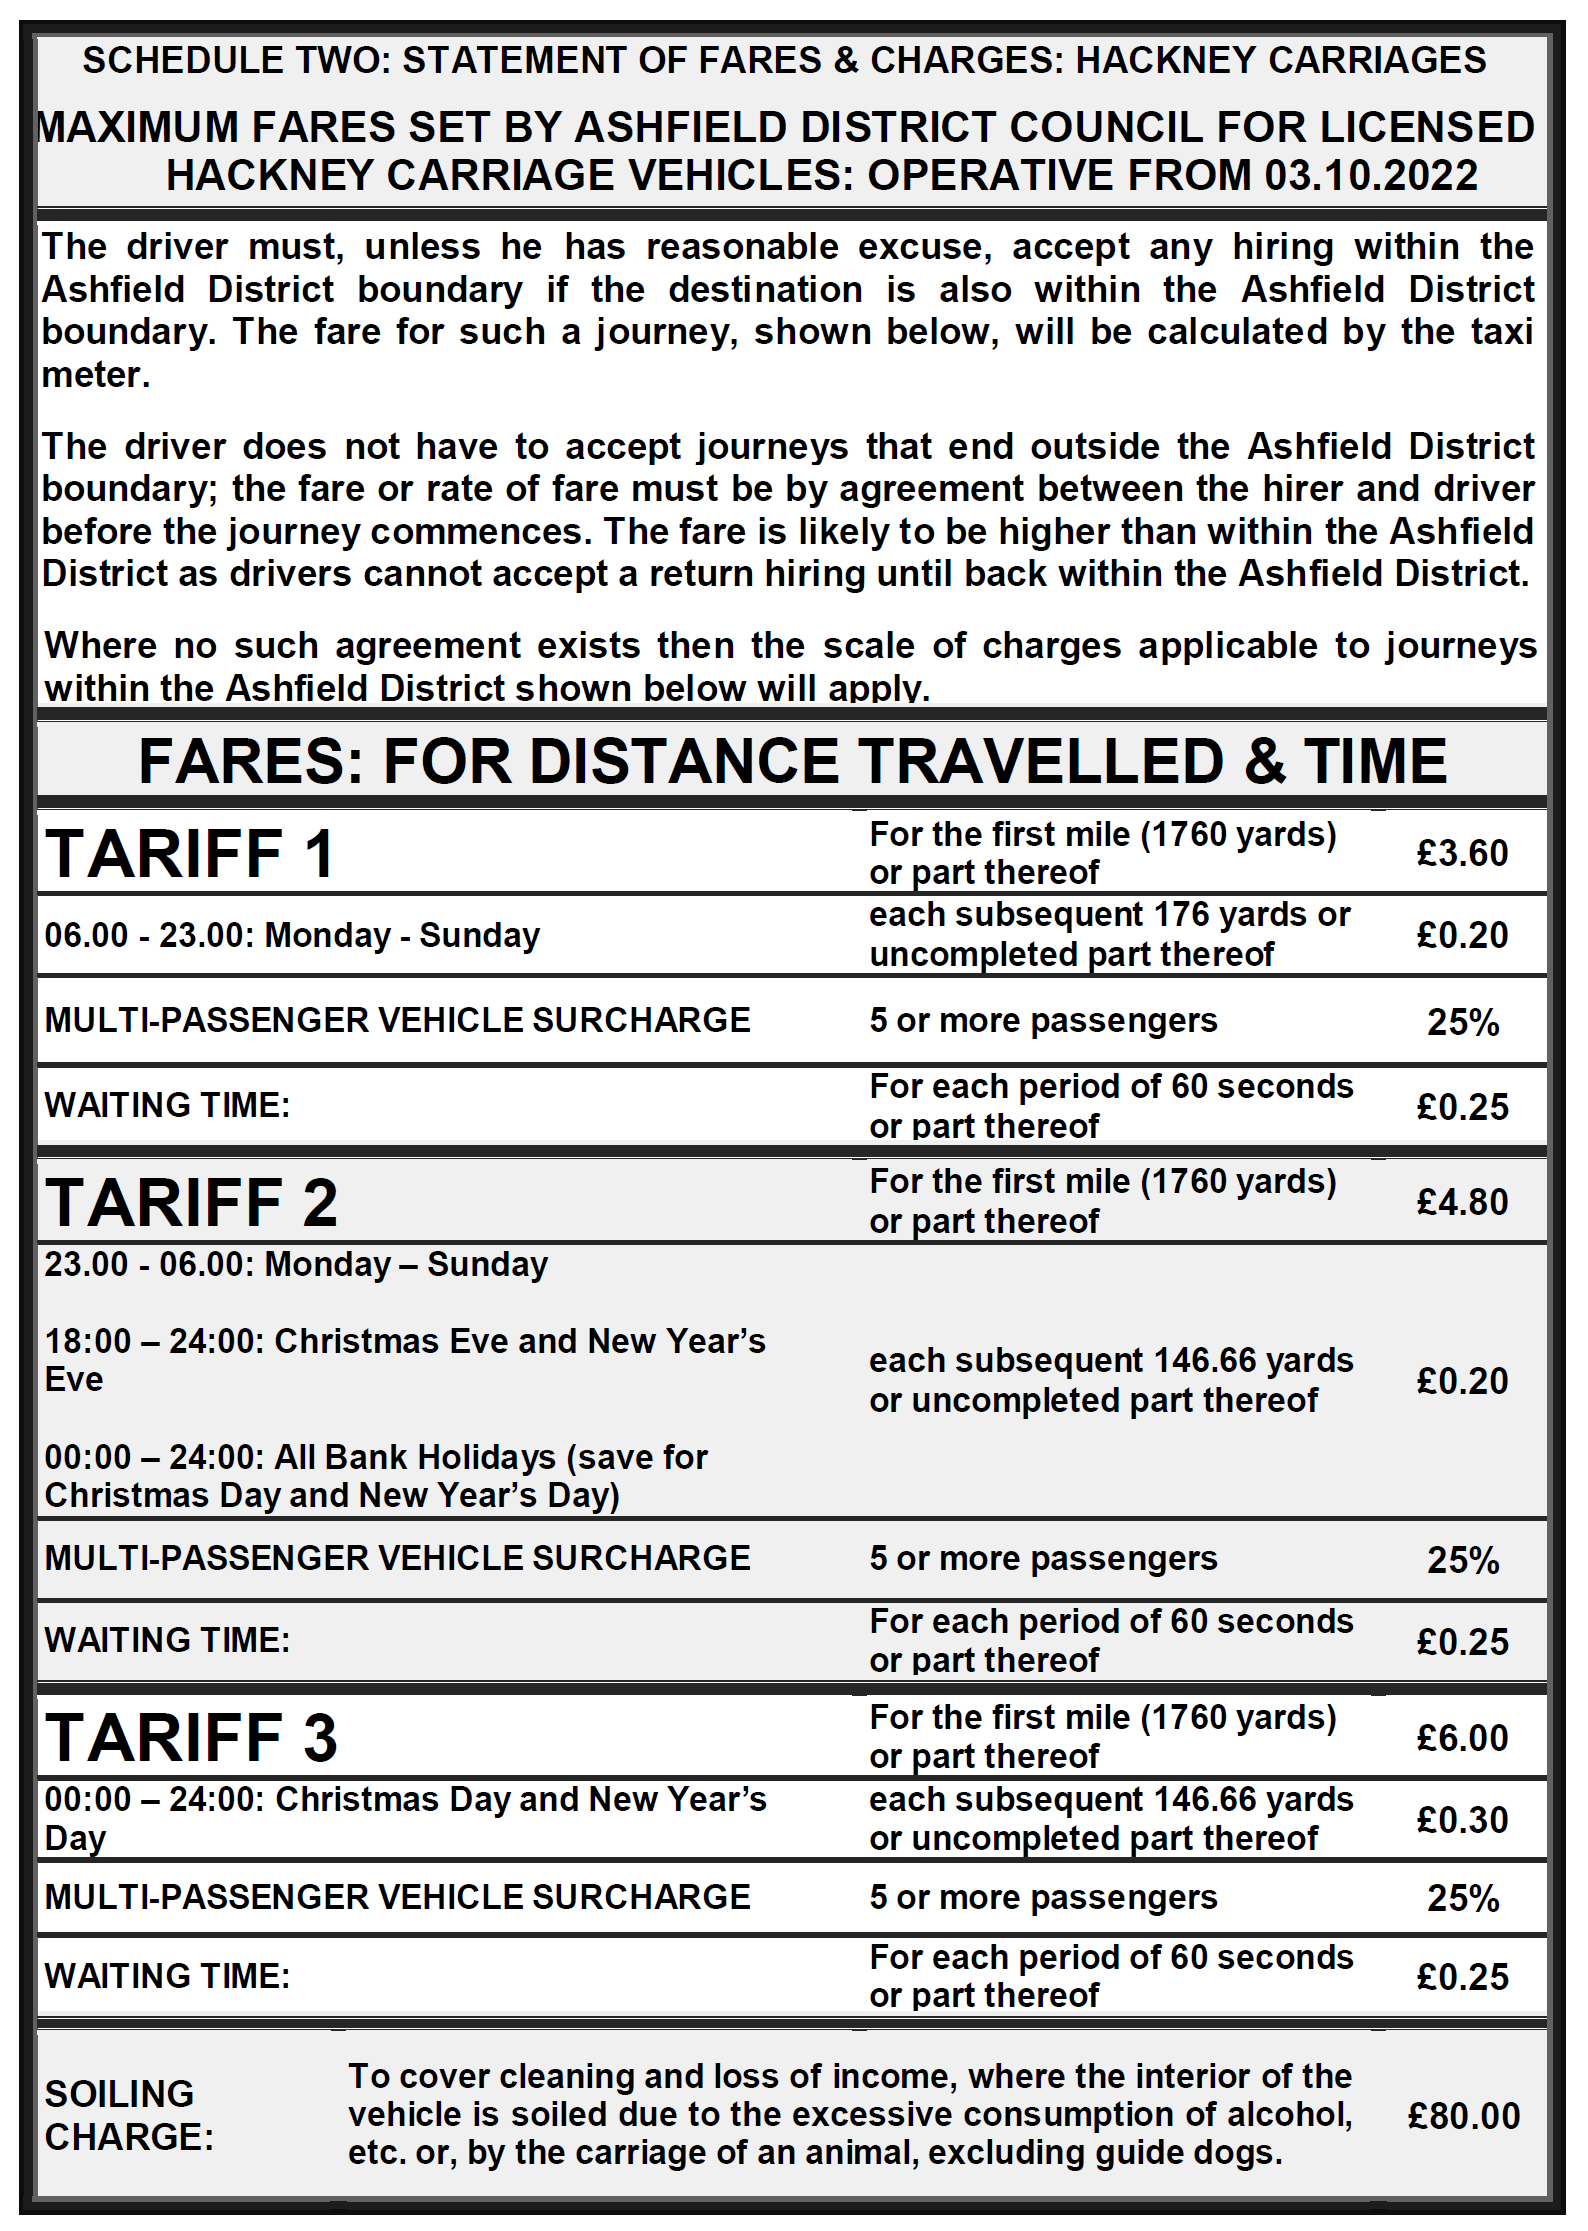 SCHEDULE TWO: STATEMENT OF FARES & CHARGES: HACKNEY CARRIAGES
MAXIMUM FARES SET BY ASHFIELD DISTRICT COUNCIL FOR LICENSED
HACKNEY CARRIAGE VEHICLES: OPERATIVE FROM 03.10.2022
The driver must, unless he has reasonable excuse, accept any hiring within the
Ashfield District boundary if the destination is also within the Ashfield District
boundary. The fare for such a journey, shown below, will be calculated by the taxi
meter.
The driver does not have to accept journeys that end outside the Ashfield District
boundary; the fare or rate of fare must be by agreement between the hirer and driver
before the journey commences. The fare is likely to be higher than within the Ashfield
District as drivers cannot accept a return hiring until back within the Ashfield District.
Where no such agreement exists then the scale of charges applicable to journeys
within the Ashfield District shown below will apply.
FARES: FOR DISTANCE TRAVELLED & TIME
TARIFF 1
For the first mile (1760 yards)
or part thereof
£3.60
06.00 - 23.00: Monday - Sunday
each subsequent 176 yards or
uncompleted part thereof
£0.20
MULTI-PASSENGER VEHICLE SURCHARGE
5 or more passengers
25%
WAITING TIME:
For each period of 60 seconds
or part thereof
£0.25
TARIFF 2
For the first mile (1760 yards)
or part thereof
£4.80
23.00 - 06.00: Monday – Sunday
18:00 – 24:00: Christmas Eve and New Year’s
Eve
00:00 – 24:00: All Bank Holidays (save for
Christmas Day and New Year’s Day)
each subsequent 146.66 yards
or uncompleted part thereof
£0.20
MULTI-PASSENGER VEHICLE SURCHARGE
5 or more passengers
25%
WAITING TIME:
For each period of 60 seconds
or part thereof
£0.25
TARIFF 3
For the first mile (1760 yards)
or part thereof
£6.00
00:00 – 24:00: Christmas Day and New Year’s
Day
each subsequent 146.66 yards
or uncompleted part thereof
£0.30
MULTI-PASSENGER VEHICLE SURCHARGE
5 or more passengers
25%
WAITING TIME:
For each period of 60 seconds
or part thereof
£0.25
SOILING
CHARGE:
To cover cleaning and loss of income, where the interior of the
vehicle is soiled due to the excessive consumption of alcohol,
etc. or, by the carriage of an animal, excluding guide dogs.
£80.00